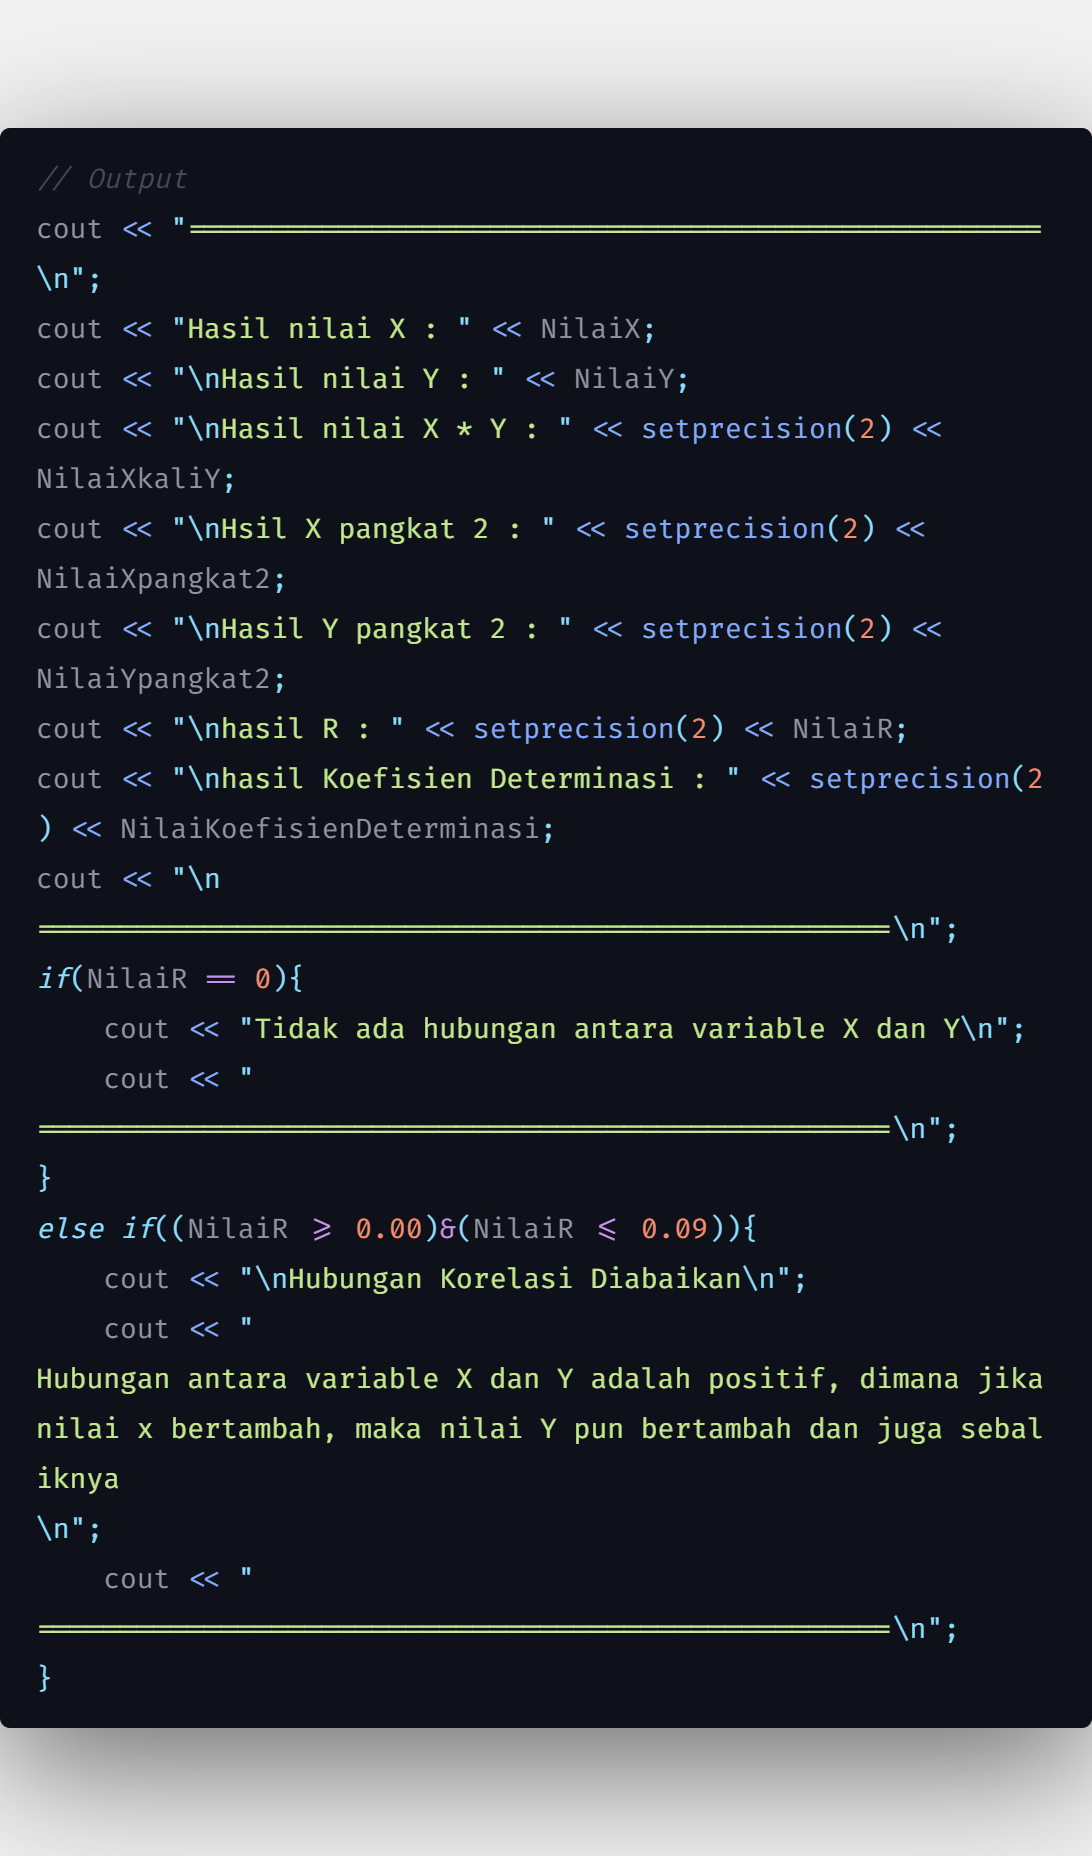 // Output
cout << "===================================================
\n";
cout << "Hasil nilai X : " << NilaiX;
cout << "\nHasil nilai Y : " << NilaiY;
cout << "\nHasil nilai X * Y : " << setprecision(2) <<
NilaiXkaliY;
cout << "\nHsil X pangkat 2 : " << setprecision(2) <<
NilaiXpangkat2;
cout << "\nHasil Y pangkat 2 : " << setprecision(2) <<
NilaiYpangkat2;
cout << "\nhasil R : " << setprecision(2) << NilaiR;
cout << "\nhasil Koefisien Determinasi : " << setprecision(2
) << NilaiKoefisienDeterminasi;
cout << "\n
===================================================\n";
if(NilaiR == 0){
    cout << "Tidak ada hubungan antara variable X dan Y\n";
    cout << "
===================================================\n";
}
else if((NilaiR >= 0.00)&(NilaiR <= 0.09)){
    cout << "\nHubungan Korelasi Diabaikan\n";
    cout << "
Hubungan antara variable X dan Y adalah positif, dimana jika
nilai x bertambah, maka nilai Y pun bertambah dan juga sebal
iknya
\n";
    cout << "
===================================================\n";
}